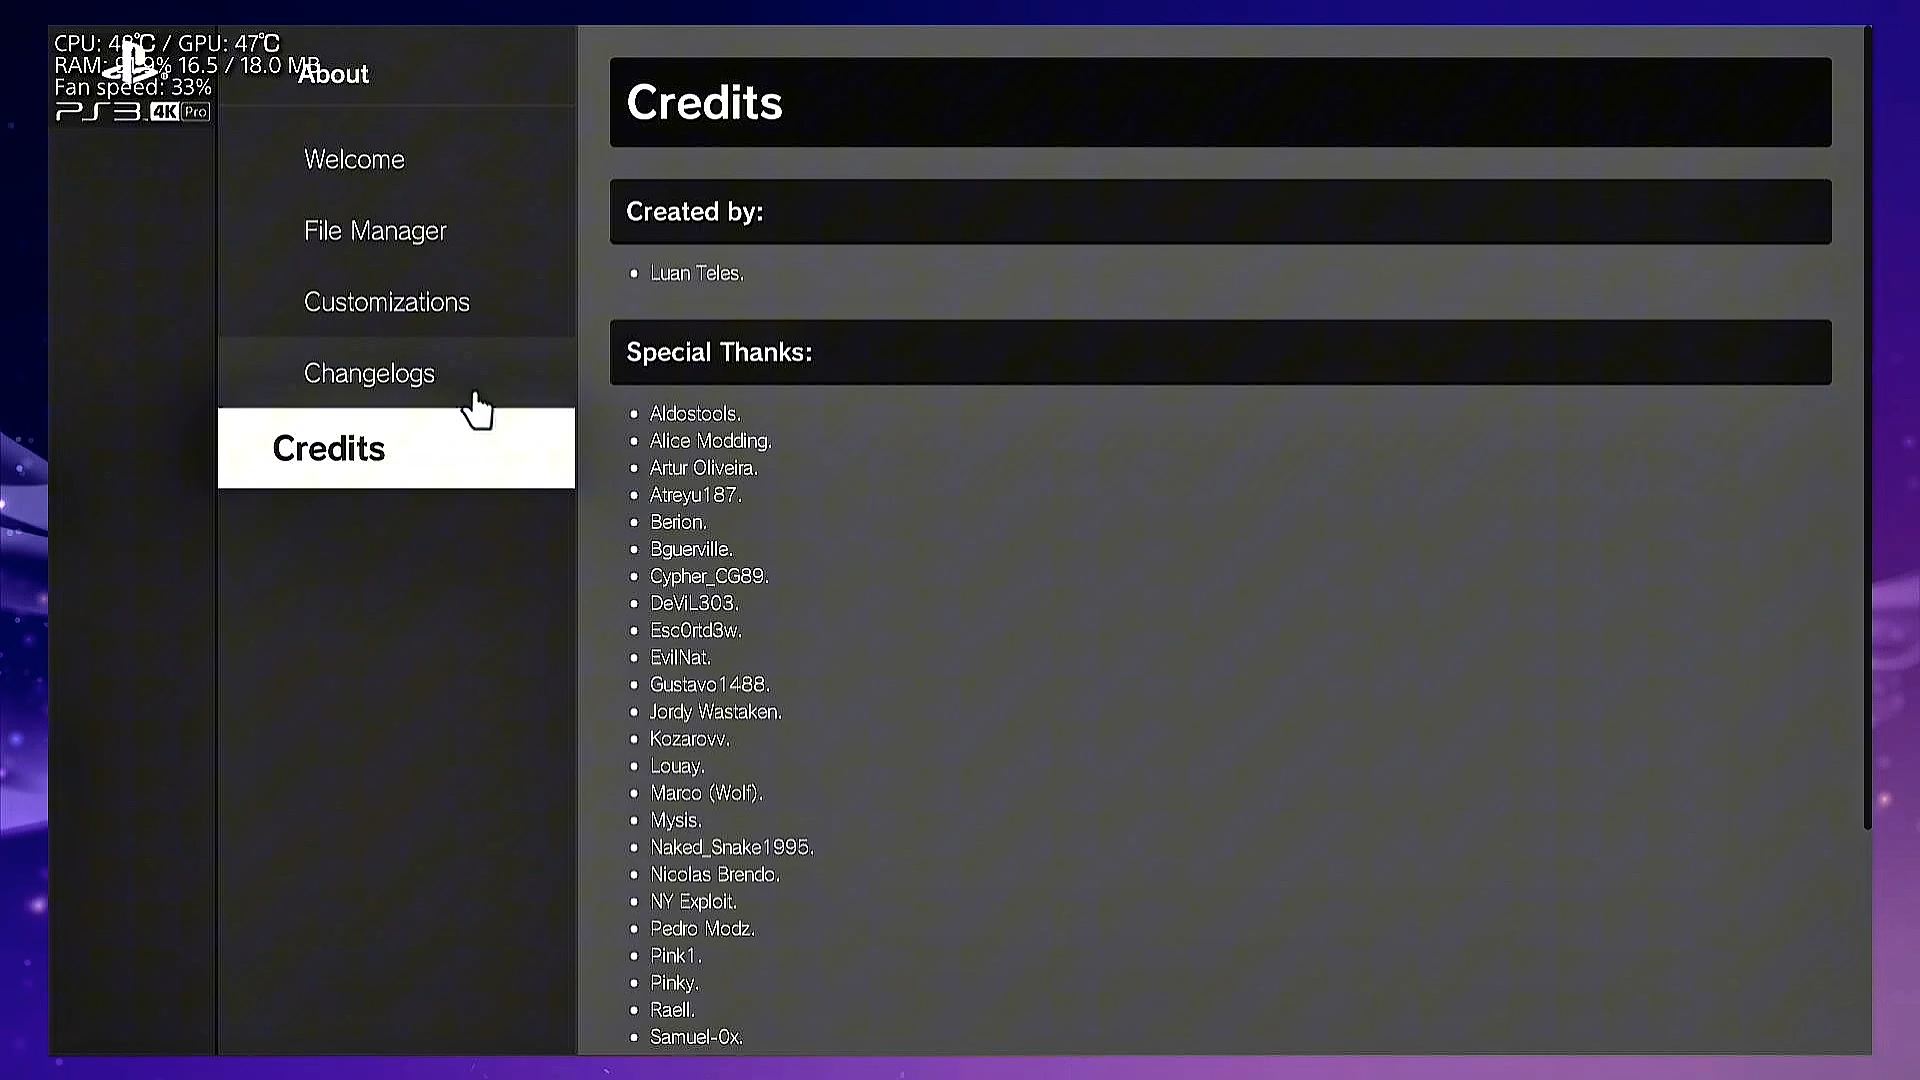 CPU: 48℃ / GPU: 47℃
RAM: 16.5 / 18.0 MB
Fan speed: 33%
PS3 4K Pro
About
Welcome
File Manager
Customizations
Changelogs
Credits
Credits
Created by:
• Luan Teles.
Special Thanks:
• Aldostools.
• Alice Modding.
• Artur Oliveira.
• Atreyu187.
• Berion.
• Bguerville.
• Cypher_CG89.
• DeViL303.
• Esc0rtd3w.
• EvilNat.
• Gustavo1488.
• Jordy Wastaken.
• Kozarovv.
• Louay.
• Marco (Wolf).
• Mysis.
• Naked_Snake1995.
• Nicolas Brendo.
• NY Exploit.
• Pedro Modz.
• Pink1.
• Pinky.
• Raell.
• Samuel-0x.